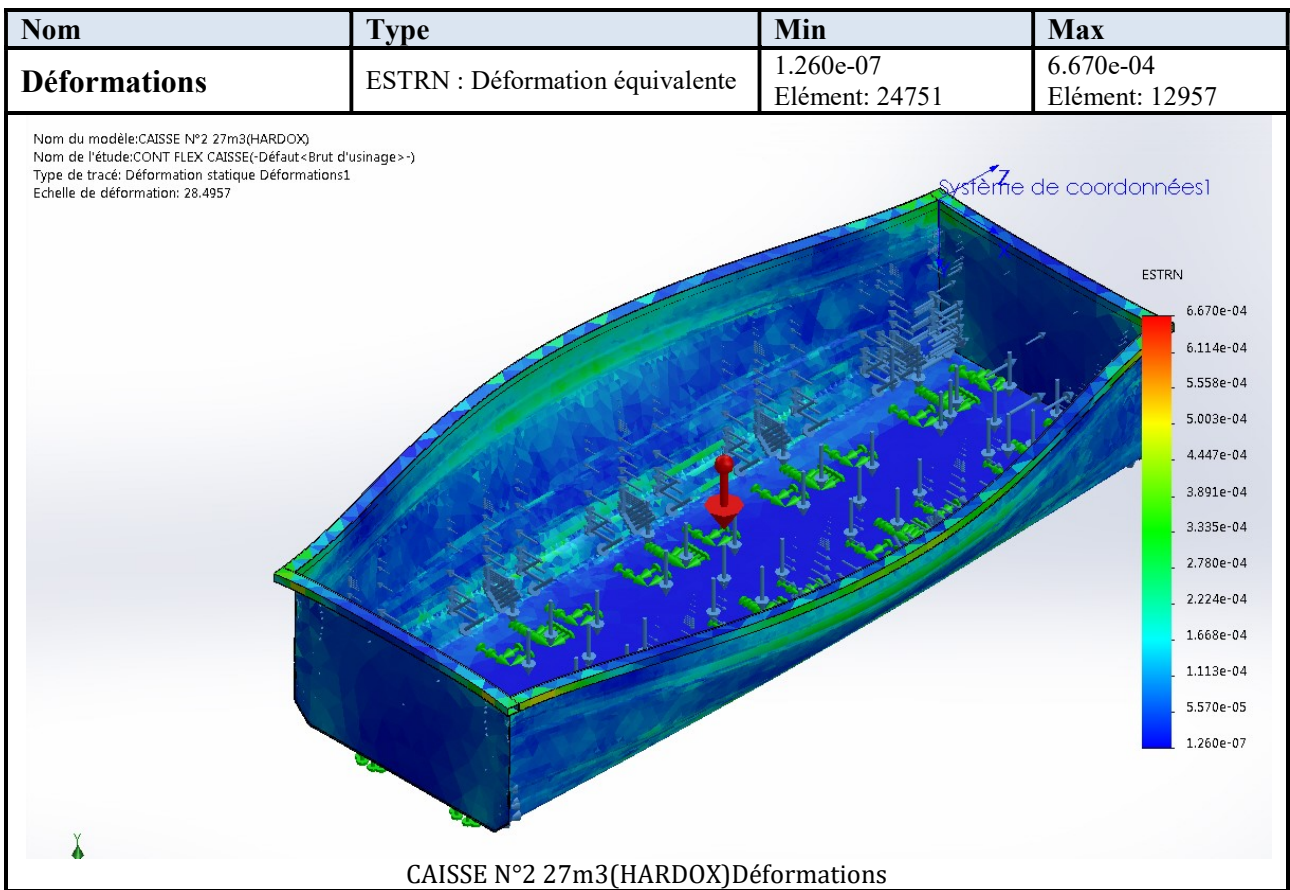 Nom Type Min Max
Déformations ESTRN : Déformation équivalente 1.260e-07 6.670e-04
Elément: 24751 Elément: 12957
Nom du modèle:CAISSE N°2 27m3(HARDOX)
Nom de l'étude:CONT FLEX CAISSE(-Défaut<Brut d'usinage>-)
Type de tracé: Déformation statique Déformations1
Echelle de déformation: 28.4957
Z
Système de coordonnées1
X
Y
ESTRN
6.670e-04
6.114e-04
5.558e-04
5.003e-04
4.447e-04
3.891e-04
3.335e-04
2.780e-04
2.224e-04
1.668e-04
1.113e-04
5.570e-05
1.260e-07
Y
CAISSE N°2 27m3(HARDOX)Déformations